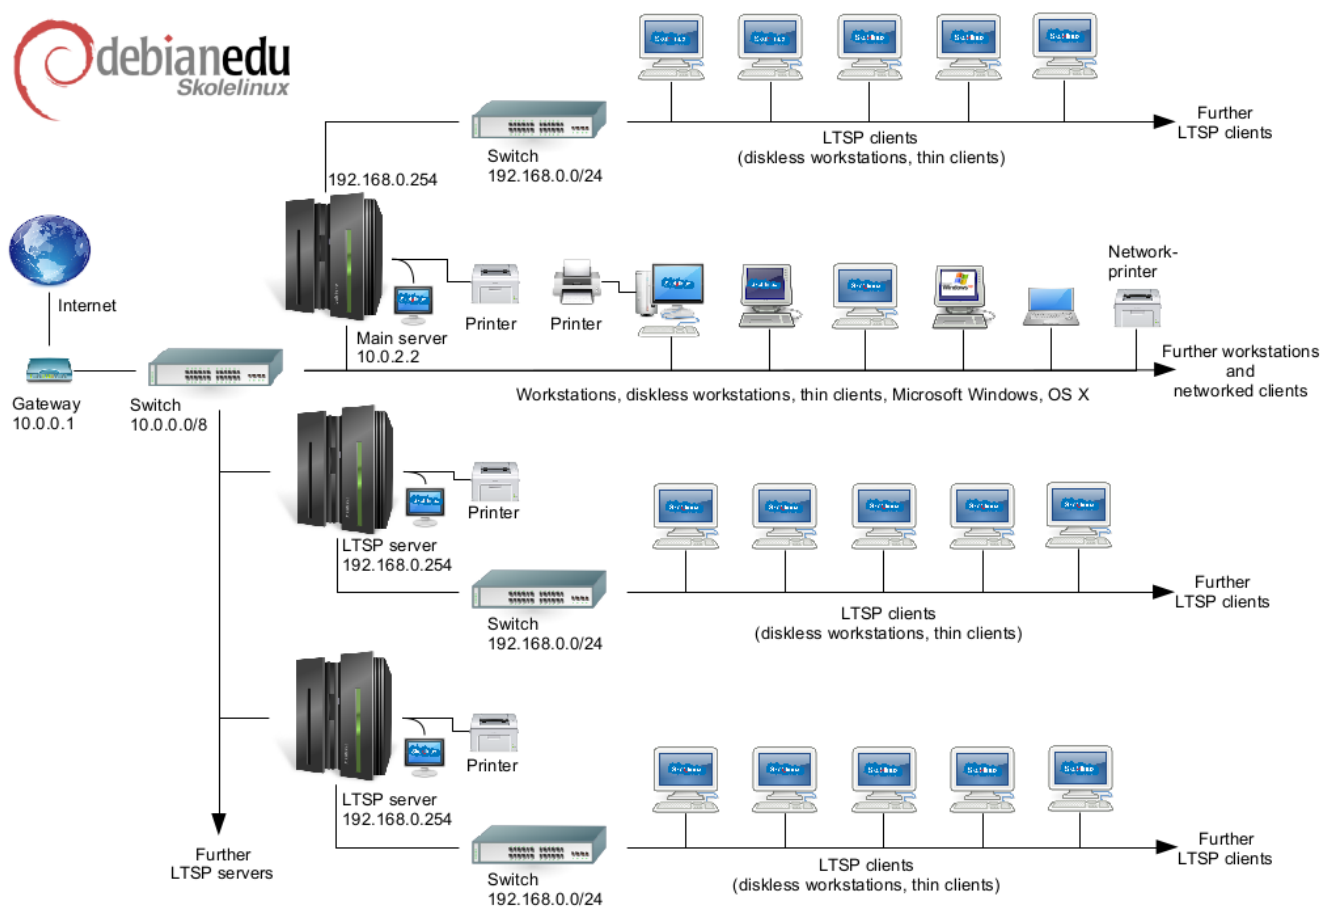 debianedu
Skolelinux
Further
LTSP clients
LTSP clients
(diskless workstations, thin clients)
Switch
192.168.0.0/24
192.168.0.254
Internet
Network-
printer
Printer
Printer
Main server
10.0.2.2
Gateway
10.0.0.1
Switch
10.0.0.0/8
Further workstations
and
networked clients
Workstations, diskless workstations, thin clients, Microsoft Windows, OS X
Printer
LTSP server
192.168.0.254
Switch
192.168.0.0/24
LTSP clients
(diskless workstations, thin clients)
Further
LTSP clients
Printer
LTSP server
192.168.0.254
Further
LTSP servers
Switch
192.168.0.0/24
LTSP clients
(diskless workstations, thin clients)
Further
LTSP clients